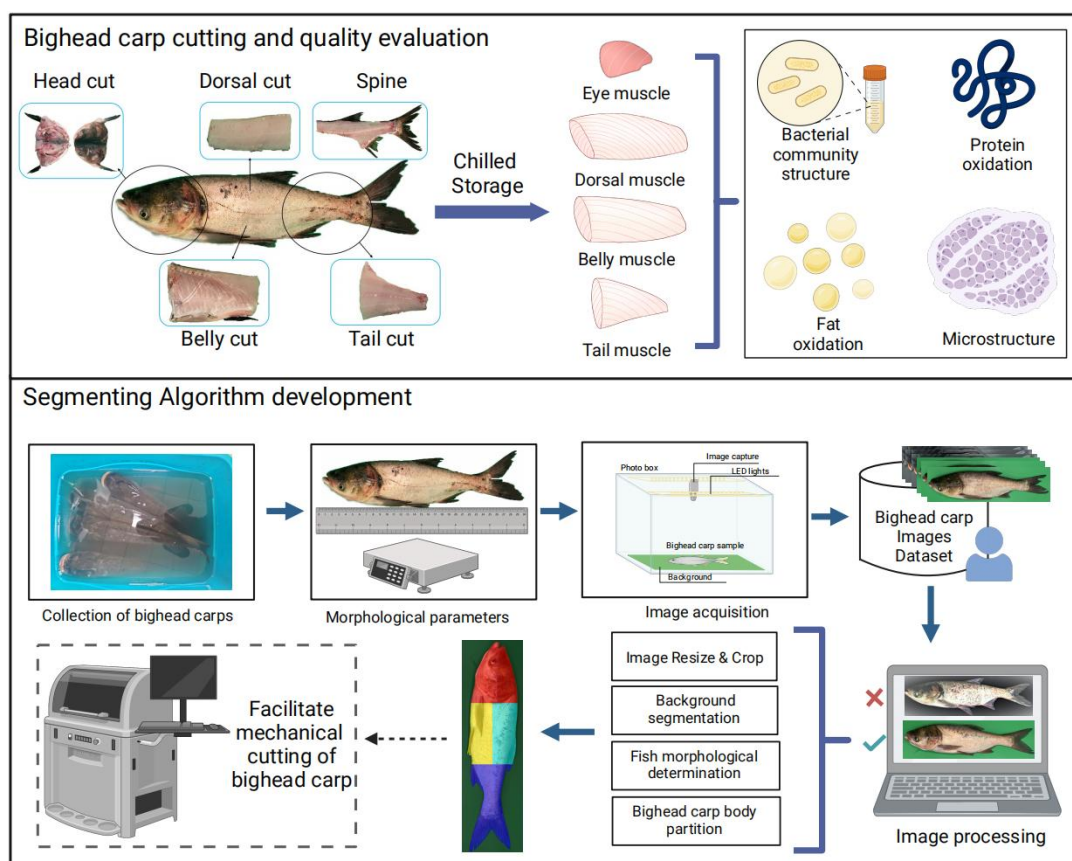 Bighead carp cutting and quality evaluation
Head cut
Dorsal cut
Spine
Belly cut
Tail cut
Chilled
Storage
Eye muscle
Dorsal muscle
Belly muscle
Tail muscle
Bacterial
community
structure
Protein
oxidation
Fat
oxidation
Microstructure
Segmenting Algorithm development
Collection of bighead carps
Morphological parameters
Image capture
Photo box
LED lights
Bighead carp sample
Background
Image acquisition
Bighead carp
Images
Dataset
Image processing
Image Resize & Crop
Background
segmentation
Fish morphological
determination
Bighead carp body
partition
Facilitate
mechanical
cutting of
bighead carp